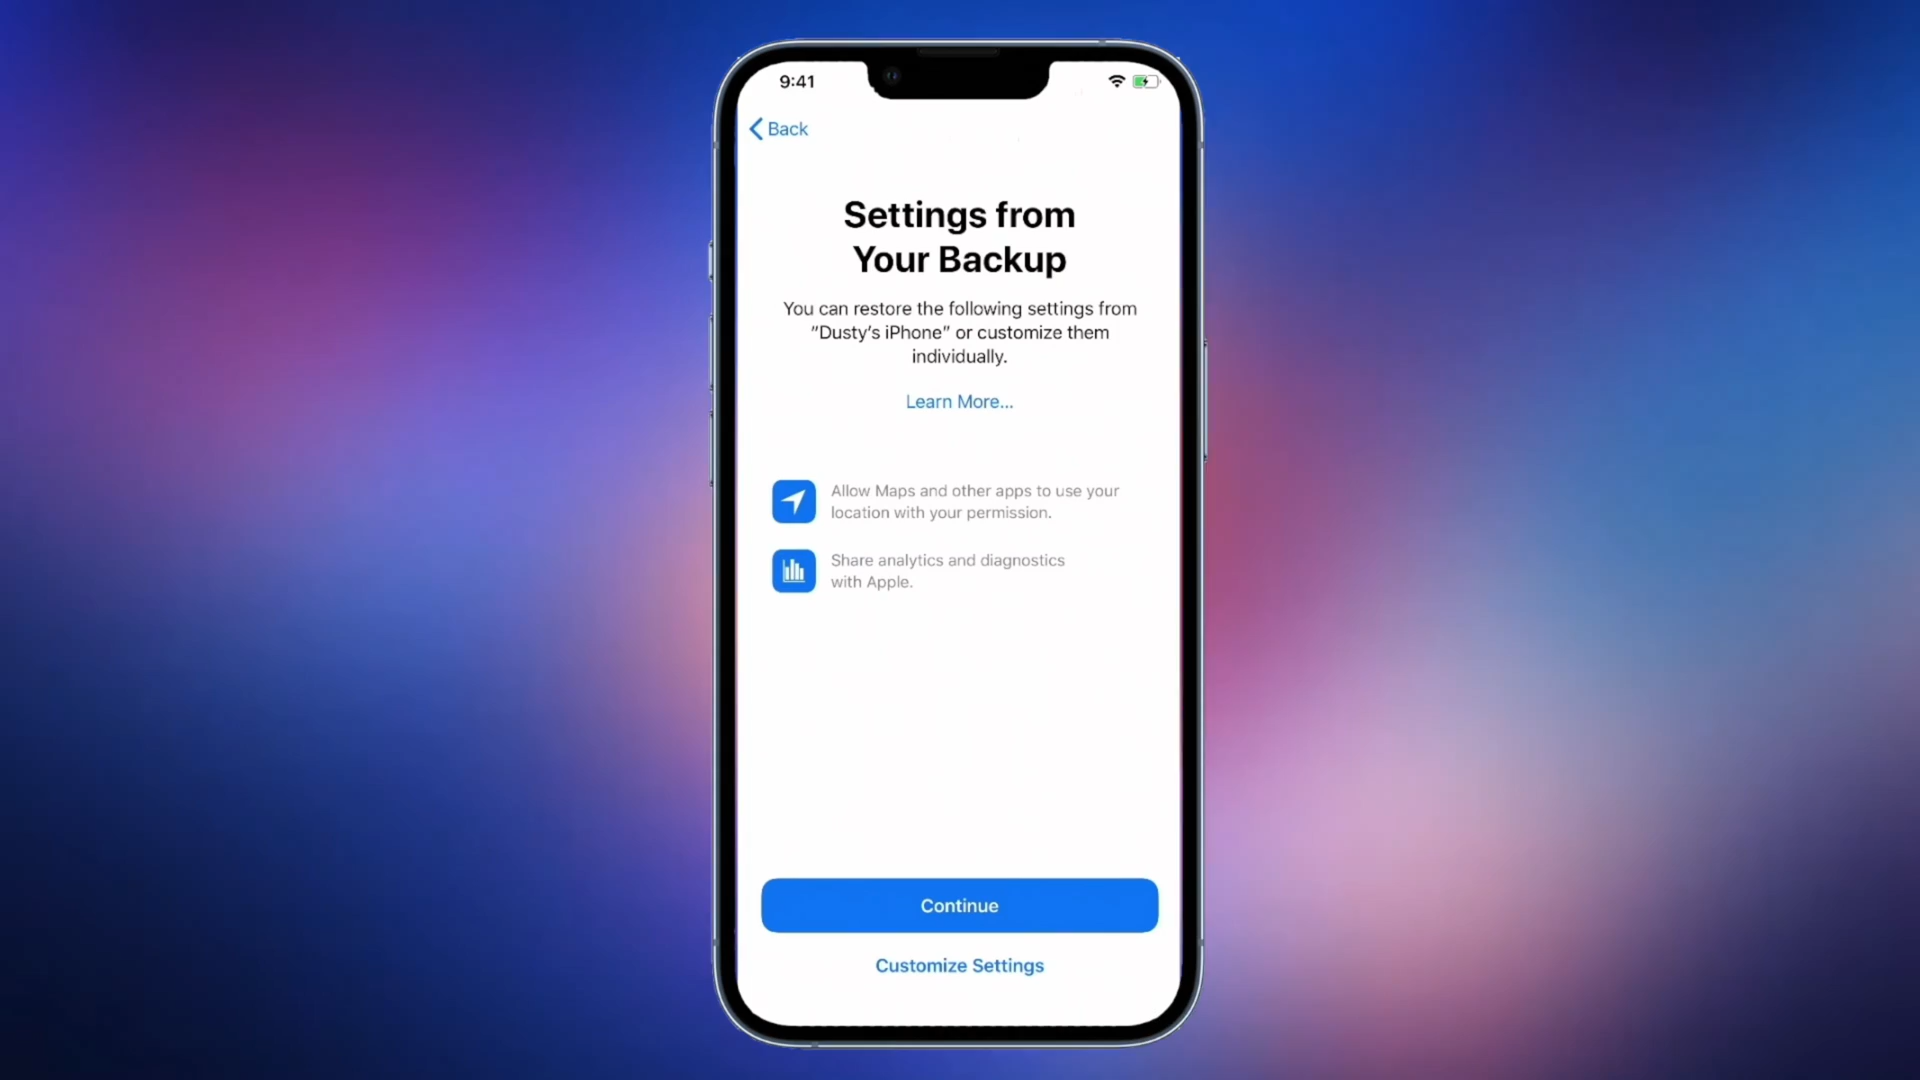 9:41
Back
Settings from
Your Backup
You can restore the following settings from
“Dusty’s iPhone” or customize them
individually.
Learn More...
Allow Maps and other apps to use your
location with your permission.
Share analytics and diagnostics
with Apple.
Continue
Customize Settings